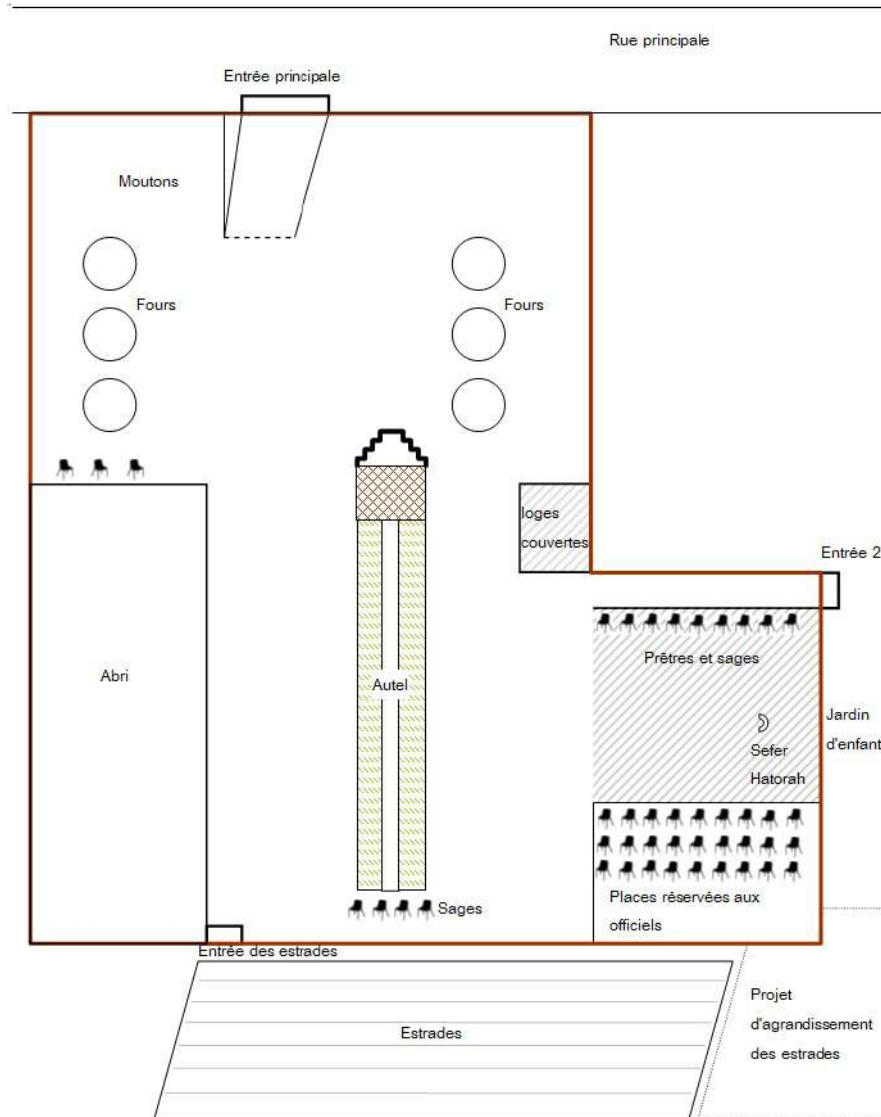 Rue principale
Entrée principale
Moutons
Fours
Fours
loges
couvertes
Entrée 2
Prêtres et sages
Abri
Autel
Jardin
d'enfant
Sefer
Hatorah
Places réservées aux
officiels
Sages
Entrée des estrades
Projet
d'agrandissement
des estrades
Estrades